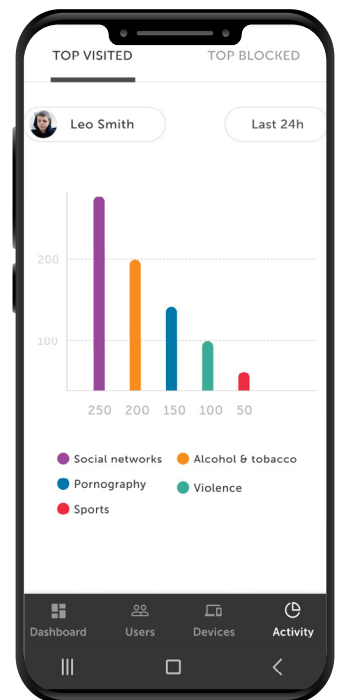 TOP VISITED TOP BLOCKED
Leo Smith Last 24h
200
100
250 200 150 100 50
Social networks Alcohol & tobacco
Pornography Violence
Sports
Dashboard Users Devices Activity